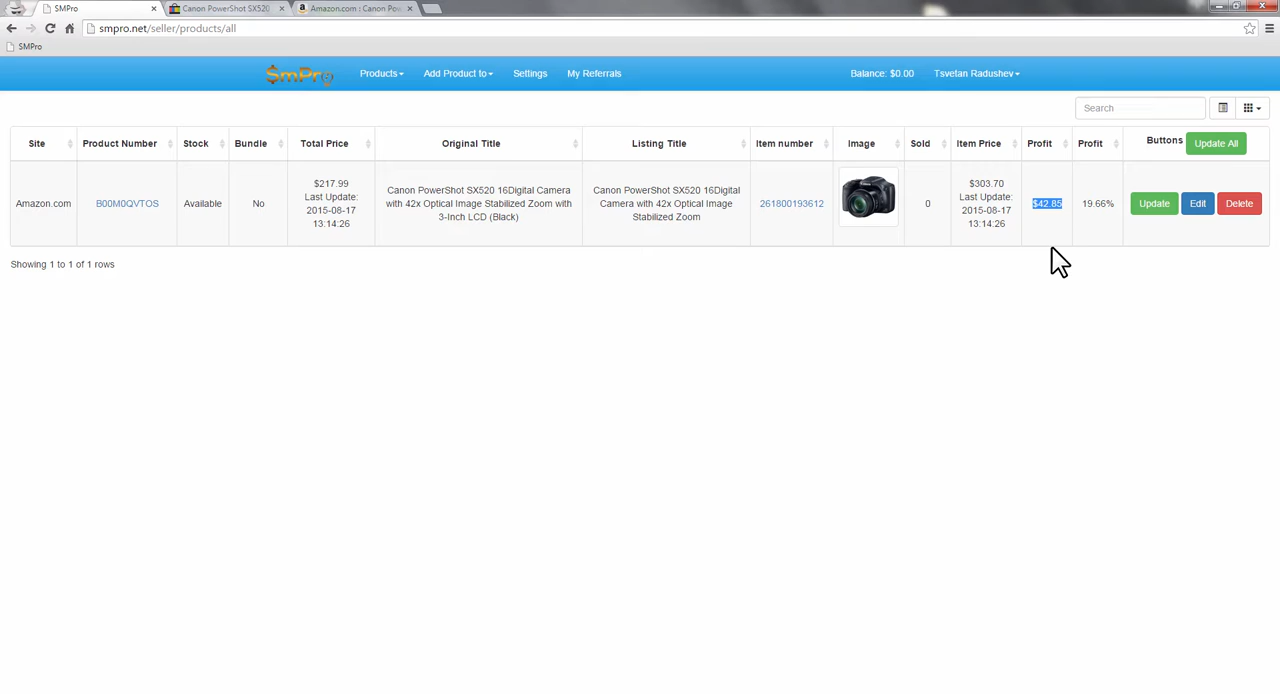 SMPro
Canon PowerShot SX520
Amazon.com : Canon Pow
smpro.net/seller/products/all
SMPro
$mPro
Products
Add Product to
Settings
My Referrals
Balance: $0.00
Tsvetan Radushev
Search
Site
Product Number
Stock
Bundle
Total Price
Original Title
Listing Title
Item number
Image
Sold
Item Price
Profit
Profit
Buttons
Update All
Amazon.com
B00M0QVTOS
Available
No
$217.99
Last Update:
2015-08-17
13:14:26
Canon PowerShot SX520 16Digital Camera
with 42x Optical Image Stabilized Zoom with
3-Inch LCD (Black)
Canon PowerShot SX520 16Digital
Camera with 42x Optical Image
Stabilized Zoom
261800193612
0
$303.70
Last Update:
2015-08-17
13:14:26
$42.85
19.66%
Update
Edit
Delete
Showing 1 to 1 of 1 rows